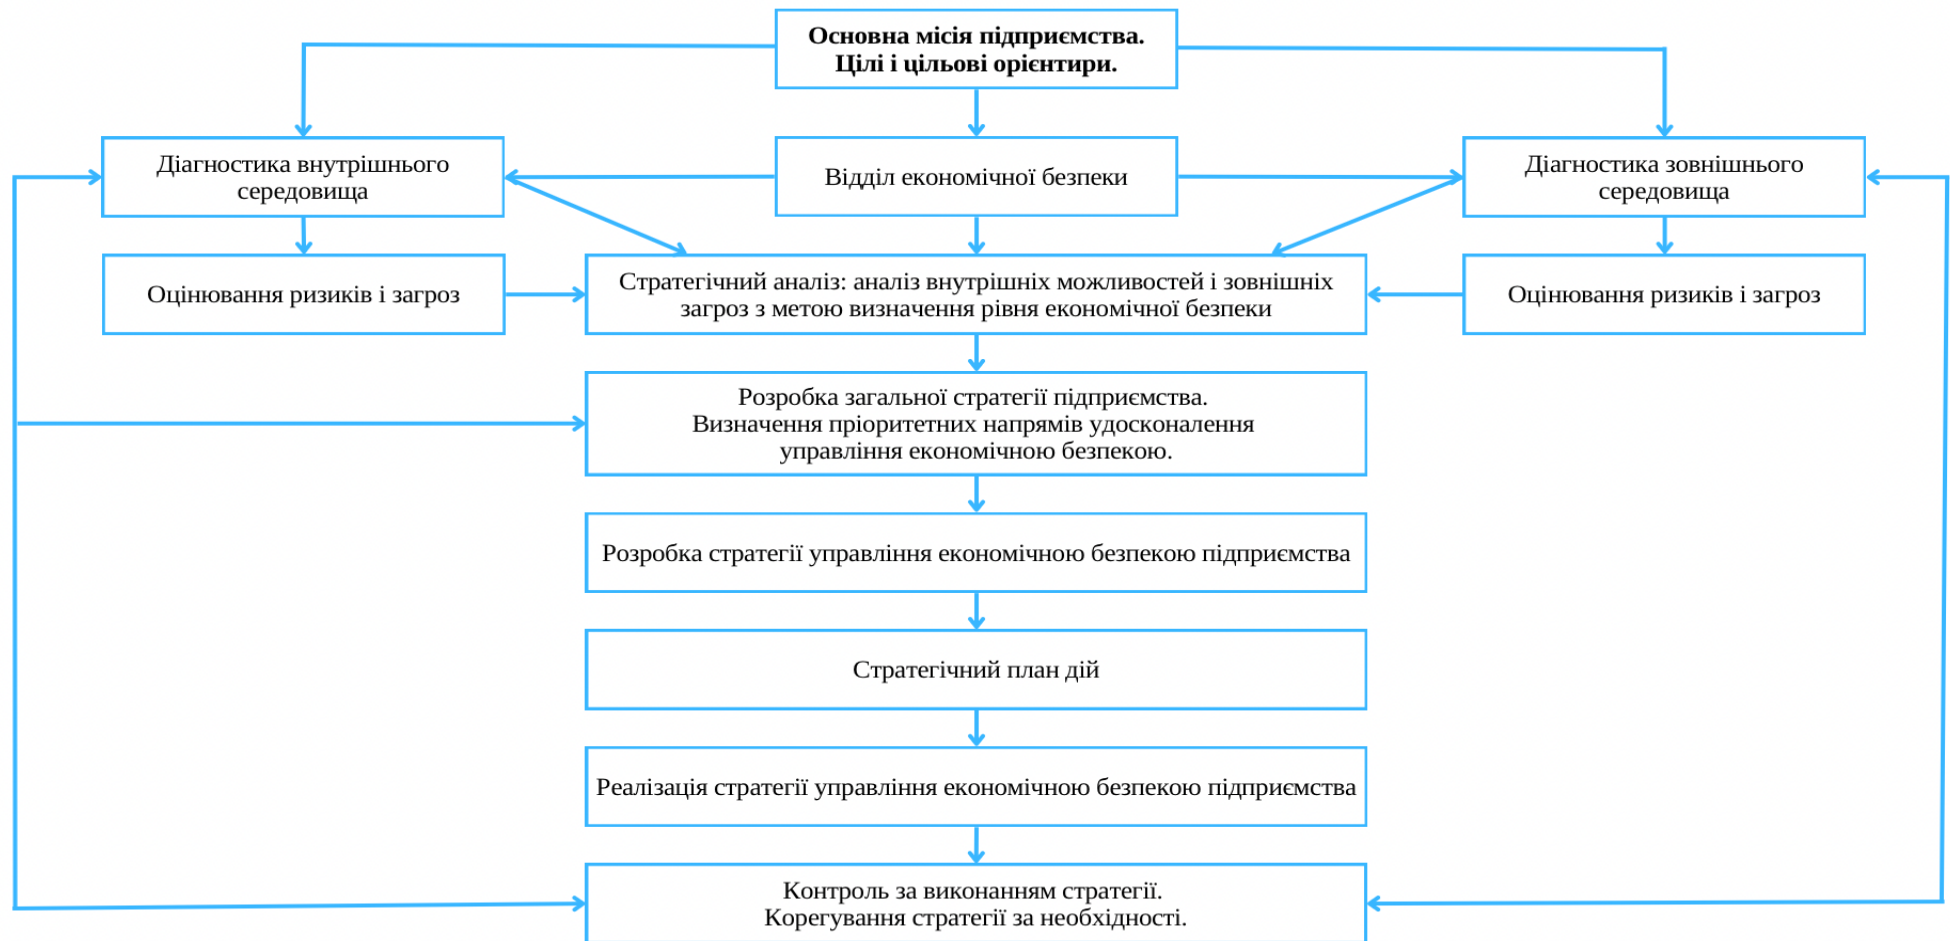 Основна місія підприємства.
Цілі і цільові орієнтири.
Діагностика внутрішнього
середовища
Відділ економічної безпеки
Діагностика зовнішнього
середовища
Оцінювання ризиків і загроз
Стратегічний аналіз: аналіз внутрішніх можливостей і зовнішніх
загроз з метою визначення рівня економічної безпеки
Оцінювання ризиків і загроз
Розробка загальної стратегії підприємства.
Визначення пріоритетних напрямів удосконалення
управління економічною безпекою.
Розробка стратегії управління економічною безпекою підприємства
Стратегічний план дій
Реалізація стратегії управління економічною безпекою підприємства
Контроль за виконанням стратегії.
Корегування стратегії за необхідності.